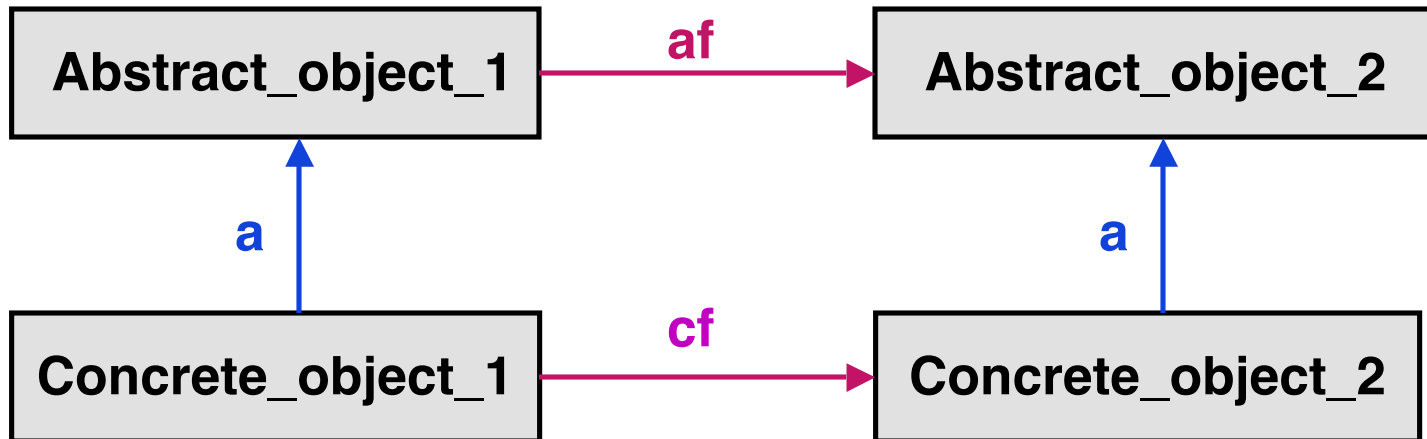 af
Abstract_object_1
Abstract_object_2
a
a
cf
Concrete_object_1
Concrete_object_2